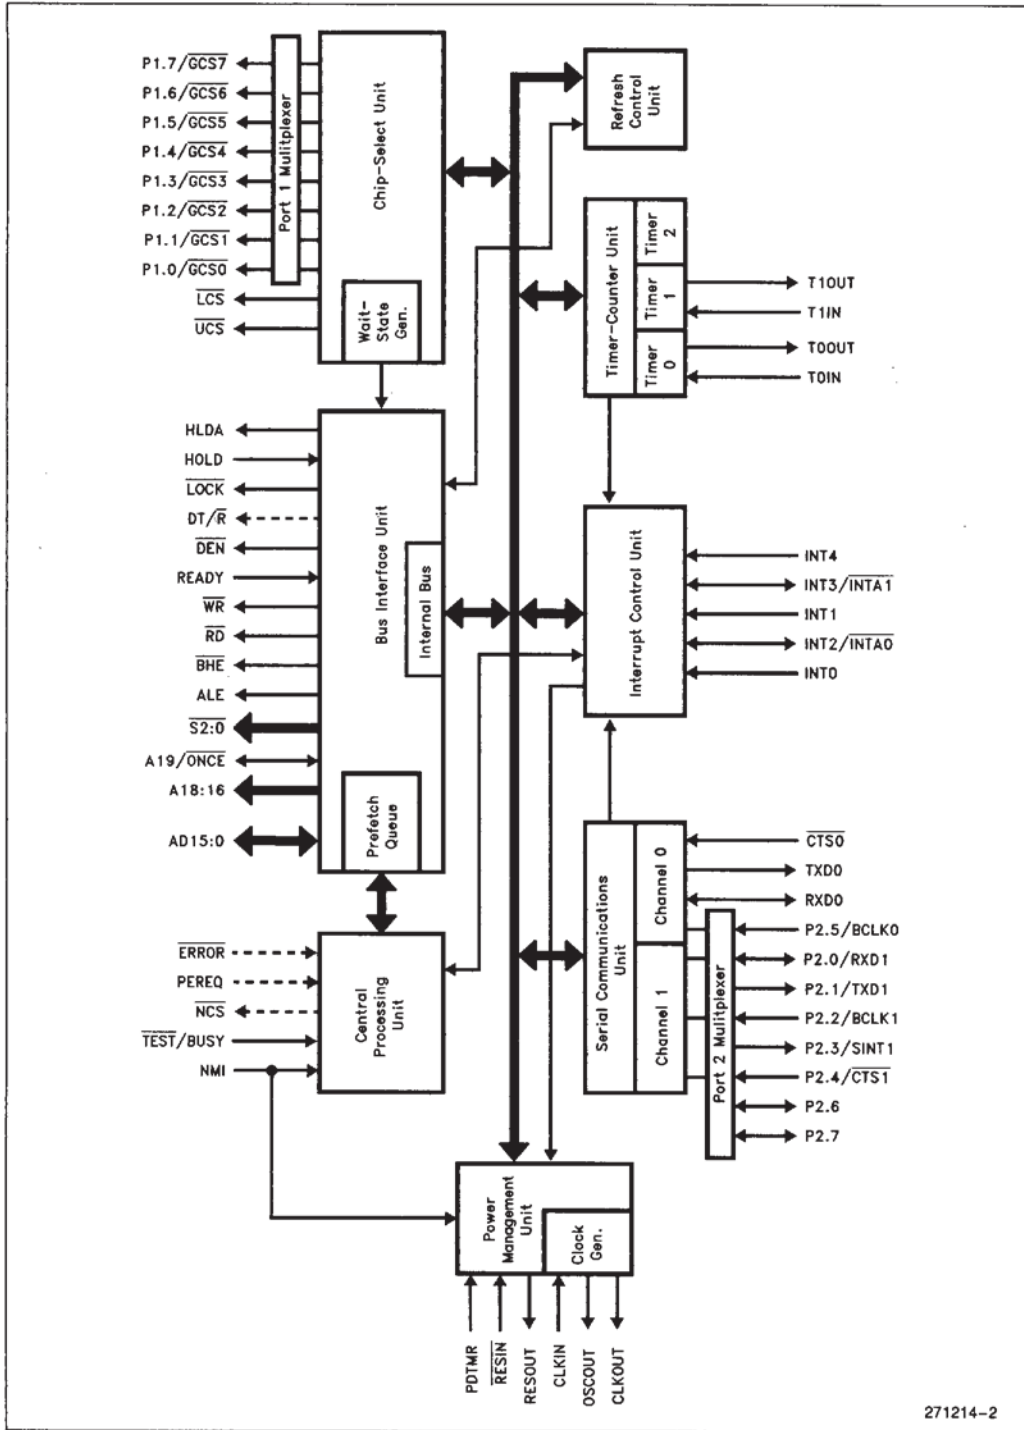 P1.7/GCS7
P1.6/GCS6
P1.5/GCS5
P1.4/GCS4
P1.3/GCS3
P1.2/GCS2
P1.1/GCS1
P1.0/GCS0
LCS
UCS
Port 1 Mulitplexer
Chip-Select Unit
Wait-
State
Gen.
Refresh
Control
Unit
Timer-Counter Unit
Timer
2
Timer
1
Timer
0
T1OUT
T1IN
T0OUT
T0IN
HLDA
HOLD
LOCK
DT/R
DEN
READY
WR
RD
BHE
ALE
S2:0
A19/ONCE
A18:16
AD15:0
Bus Interface Unit
Internal Bus
Prefetch
Queue
Interrupt Control Unit
INT4
INT3/INTA1
INT1
INT2/INTA0
INT0
ERROR
PEREQ
NCS
TEST/BUSY
NMI
Central
Processing
Unit
Serial Communications
Unit
Channel 0
Channel 1
Port 2 Mulitplexer
CTS0
TXD0
RXD0
P2.5/BCLK0
P2.0/RXD1
P2.1/TXD1
P2.2/BCLK1
P2.3/SINT1
P2.4/CTS1
P2.6
P2.7
Power
Management
Unit
Clock
Gen.
PDTMR
RESIN
RESOUT
CLKIN
OSCOUT
CLKOUT
271214-2